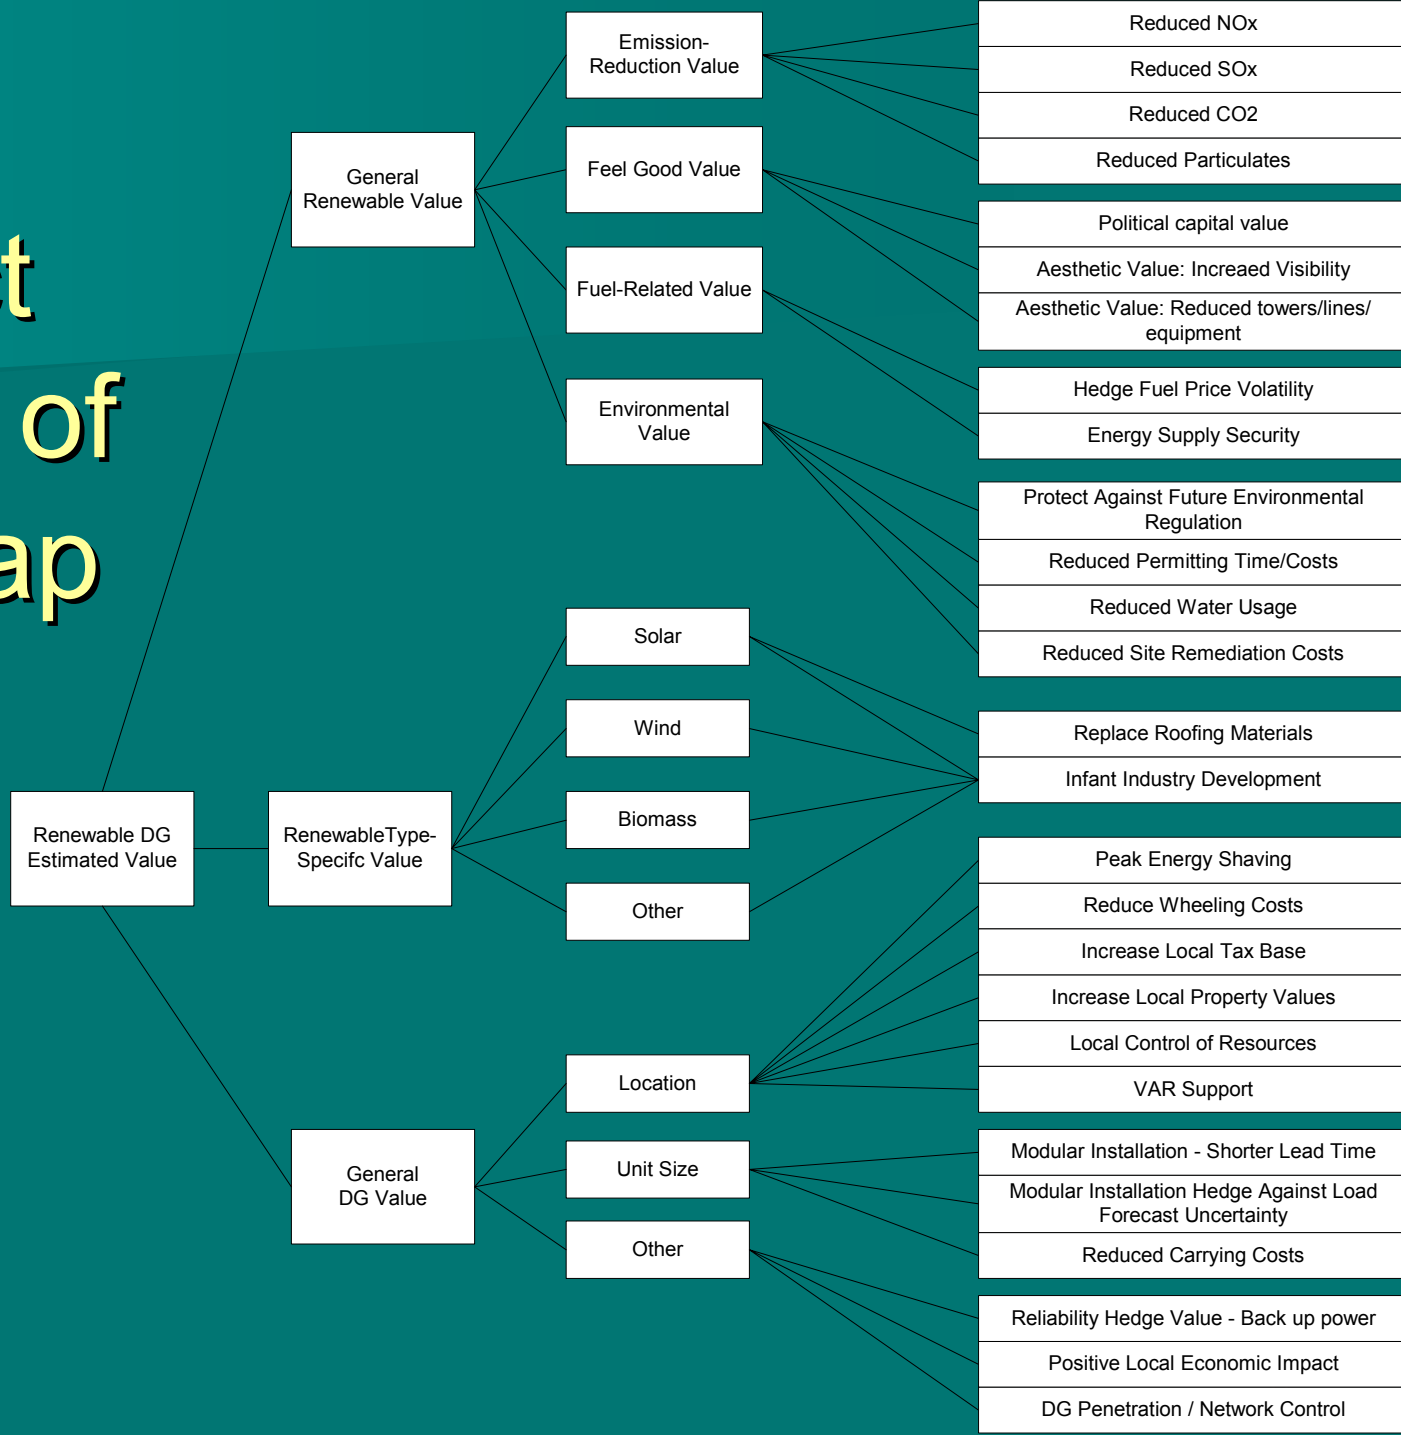 of
Renewable DG
Estimated Value
General
Renewable Value
RenewableType-
Specifc Value
General
DG Value
Emission-
Reduction Value
Feel Good Value
Fuel-Related Value
Environmental
Value
Solar
Wind
Biomass
Other
Location
Unit Size
Other
Reduced NOx
Reduced SOx
Reduced CO2
Reduced Particulates
Political capital value
Aesthetic Value: Increaed Visibility
Aesthetic Value: Reduced towers/lines/
equipment
Hedge Fuel Price Volatility
Energy Supply Security
Protect Against Future Environmental
Regulation
Reduced Permitting Time/Costs
Reduced Water Usage
Reduced Site Remediation Costs
Replace Roofing Materials
Infant Industry Development
Peak Energy Shaving
Reduce Wheeling Costs
Increase Local Tax Base
Increase Local Property Values
Local Control of Resources
VAR Support
Modular Installation - Shorter Lead Time
Modular Installation Hedge Against Load
Forecast Uncertainty
Reduced Carrying Costs
Reliability Hedge Value - Back up power
Positive Local Economic Impact
DG Penetration / Network Control